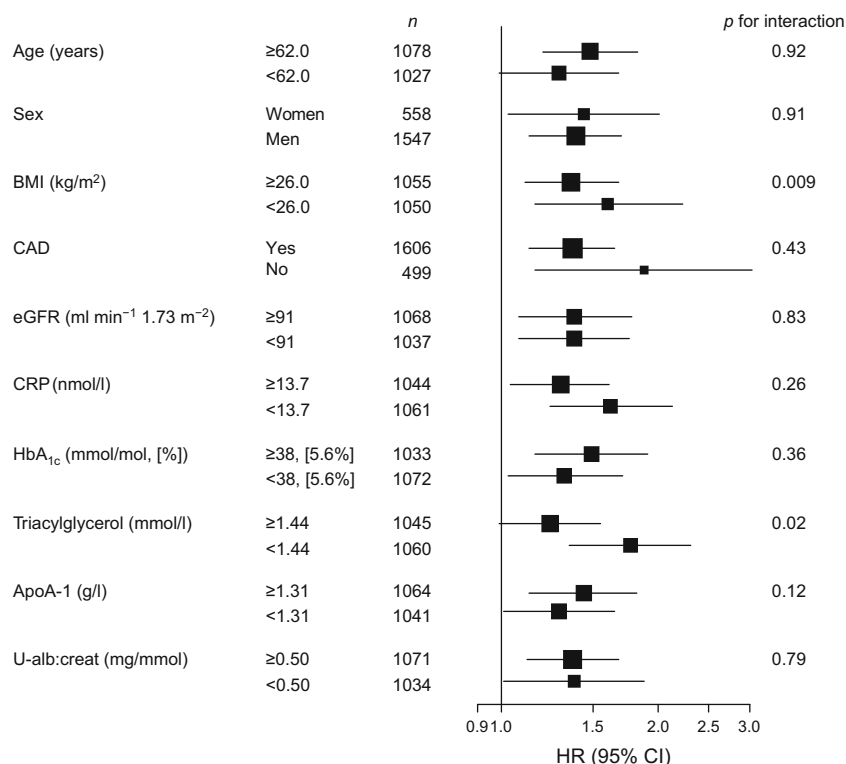 n p for interaction
Age (years) ≥62.0 1078 0.92
<62.0 1027
Sex Women 558 0.91
Men 1547
BMI (kg/m²) ≥26.0 1055 0.009
<26.0 1050
CAD Yes 1606 0.43
No 499
eGFR (ml min⁻¹ 1.73 m⁻²) ≥91 1068 0.83
<91 1037
CRP (nmol/l) ≥13.7 1044 0.26
<13.7 1061
HbA₁c (mmol/mol, [%]) ≥38, [5.6%] 1033 0.36
<38, [5.6%] 1072
Triacylglycerol (mmol/l) ≥1.44 1045 0.02
<1.44 1060
ApoA-1 (g/l) ≥1.31 1064 0.12
<1.31 1041
U-alb:creat (mg/mmol) ≥0.50 1071 0.79
<0.50 1034
0.9 1.0 1.5 2.0 2.5 3.0
HR (95% CI)